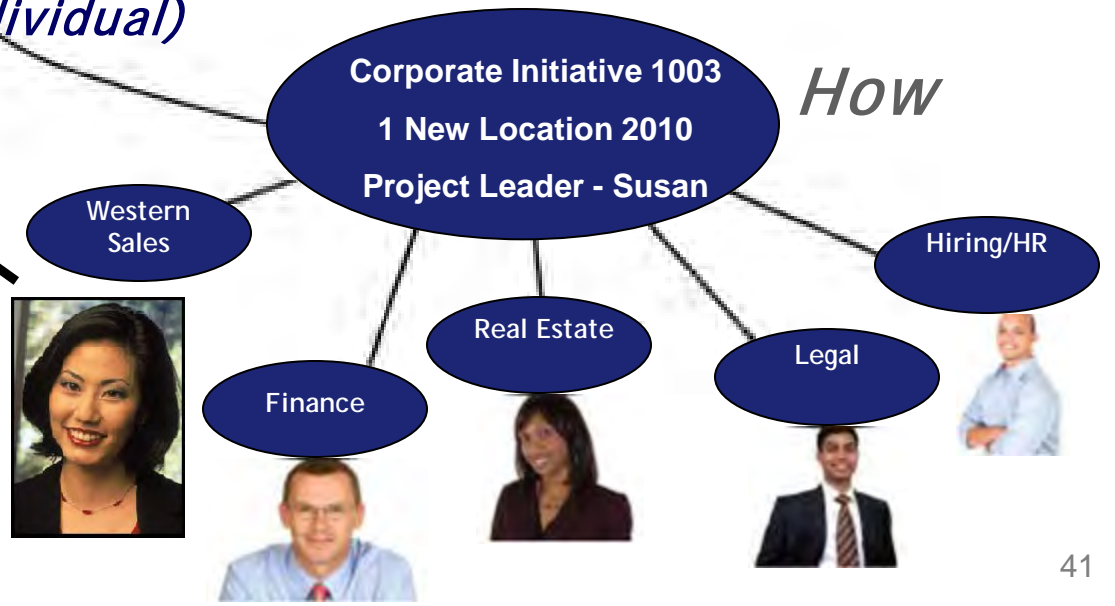 dividual)
Corporate Initiative 1003
1 New Location 2010
Project Leader - Susan
How
Western
Sales
Hiring/HR
Real Estate
Legal
Finance
41